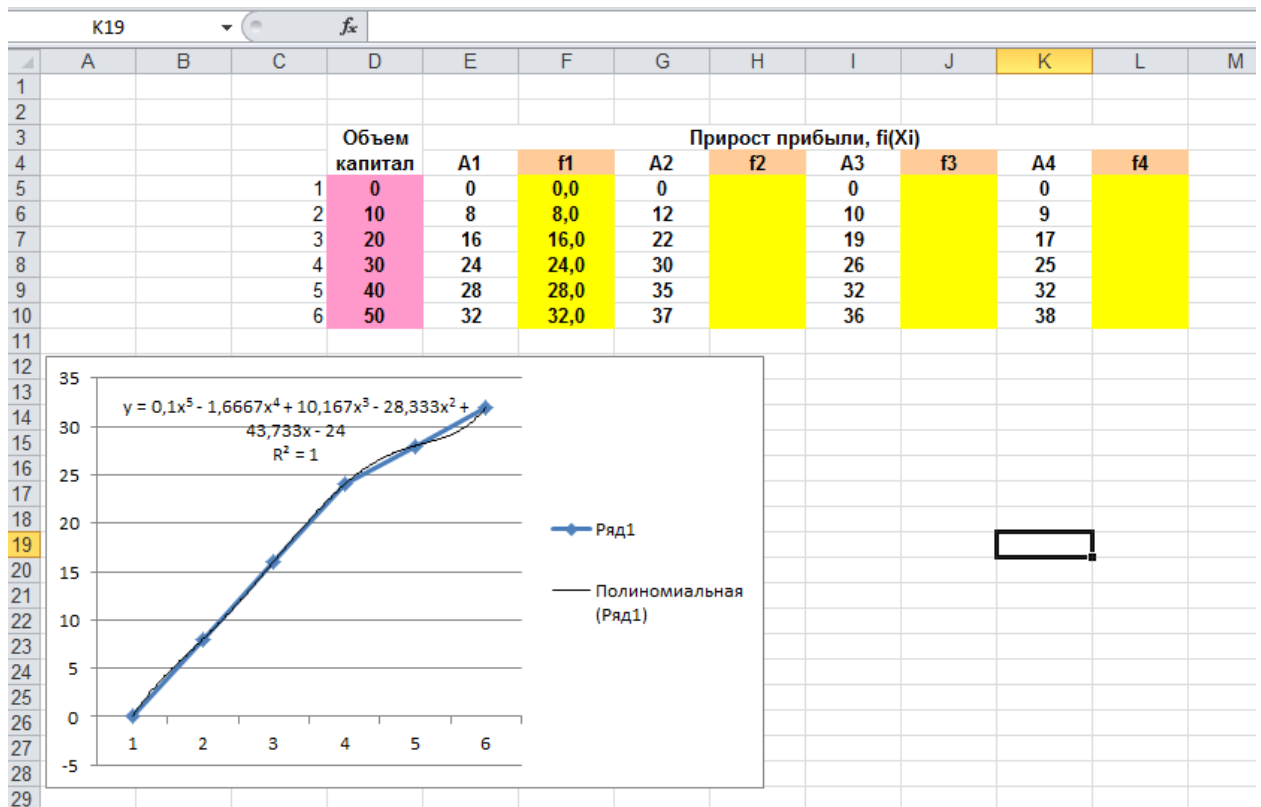 K19 fx
A B C D E F G H I J K L M
1
2
3 Объем Прирост прибыли, fi(Xi)
4 капитал A1 f1 A2 f2 A3 f3 A4 f4
5 1 0 0 0,0 0 0 0
6 2 10 8 8,0 12 10 9
7 3 20 16 16,0 22 19 17
8 4 30 24 24,0 30 26 25
9 5 40 28 28,0 35 32 32
10 6 50 32 32,0 37 36 38
11
12
13
14
15
16
17
18
19
20
21
22
23
24
25
26
27
28
29
35
30
25
20
15
10
5
0
-5
y = 0,1x⁵ - 1,6667x⁴ + 10,167x³ - 28,333x² +
43,733x - 24
R² = 1
1 2 3 4 5 6
Ряд1
Полиномиальная
(Ряд1)